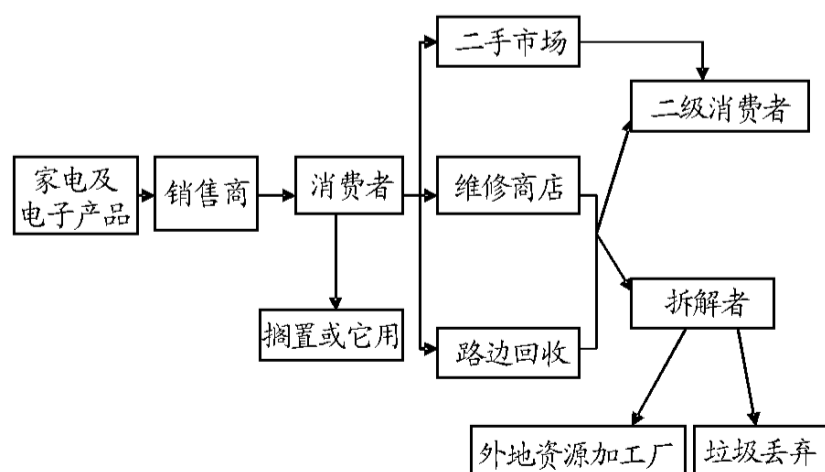 二手市场
二级消费者
家电及
电子产品
销售商
消费者
维修商店
搁置或它用
路边回收
拆解者
外地资源加工厂
垃圾丢弃